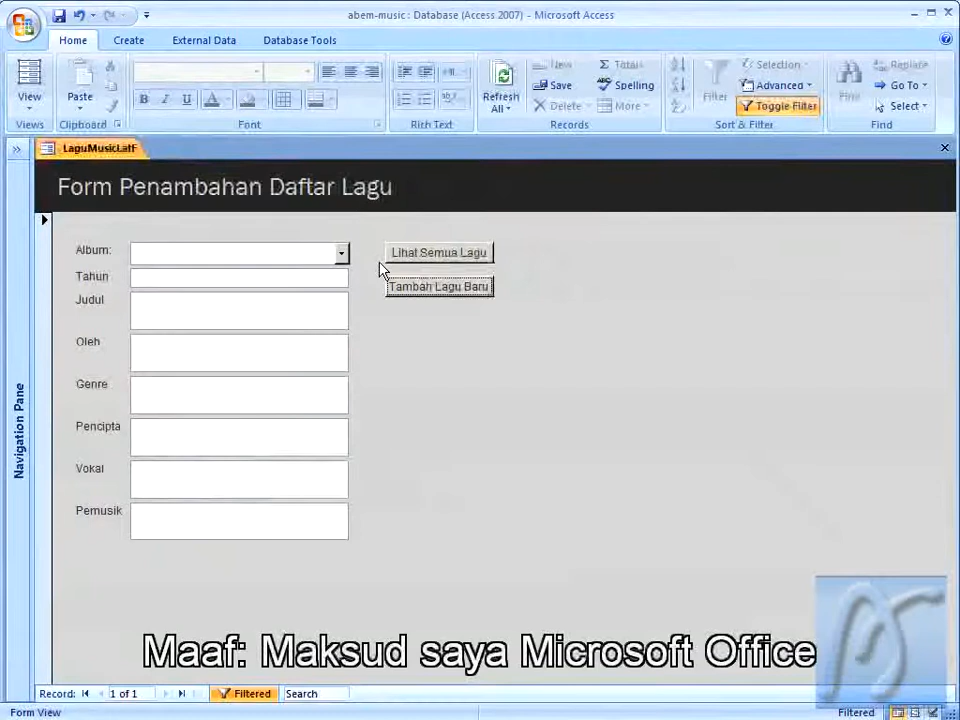 abem-music : Database (Access 2007) - Microsoft Access
Home Create External Data Database Tools
View
Views
Paste
Clipboard
B I U A
Font
Rich Text
Refresh All
New
Save
Delete
Totals
Spelling
More
Records
Filter
Selection
Advanced
Toggle Filter
Sort & Filter
Find
Replace
Go To
Select
Find
LaguMusicLatF
Form Penambahan Daftar Lagu
Album:
Lihat Semua Lagu
Tahun
Tambah Lagu Baru
Judul
Oleh
Genre
Pencipta
Vokal
Pemusik
Navigation Pane
Maaf: Maksud saya Microsoft Office
Record: 1 of 1 Filtered Search
Form View Filtered